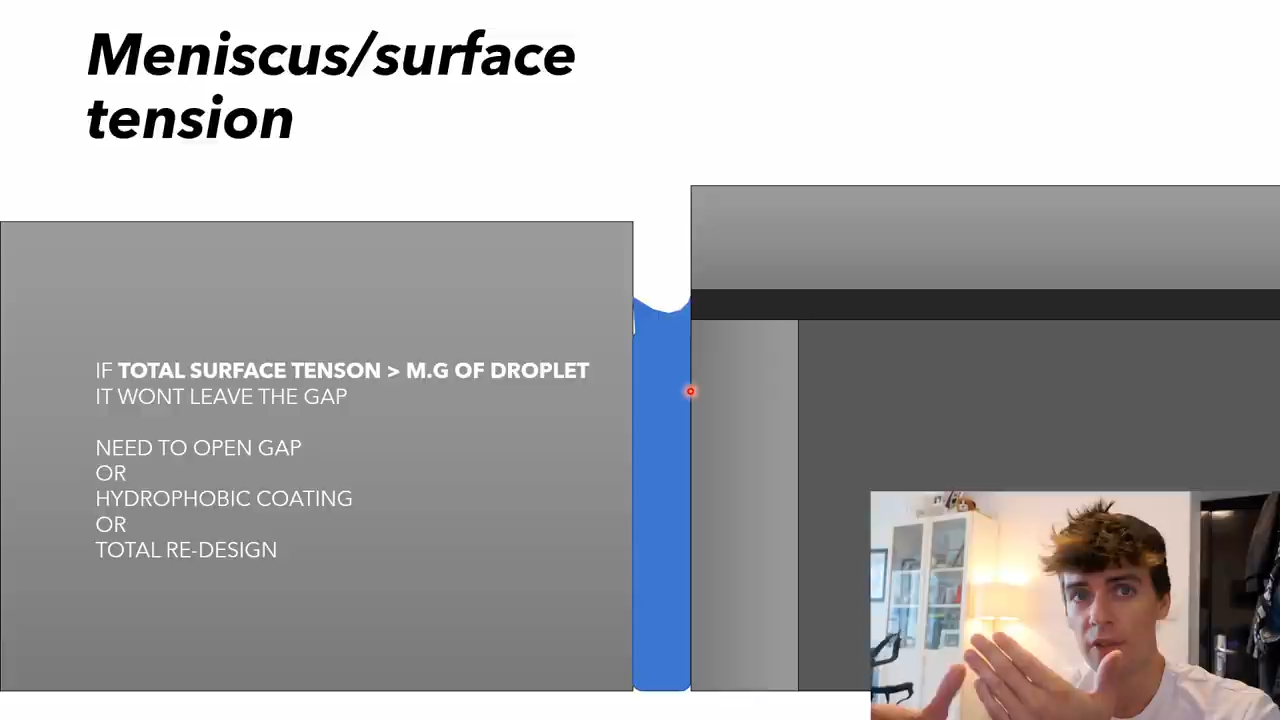 Meniscus/surface
tension
IF TOTAL SURFACE TENSON > M.G OF DROPLET
IT WONT LEAVE THE GAP
NEED TO OPEN GAP
OR
HYDROPHOBIC COATING
OR
TOTAL RE-DESIGN